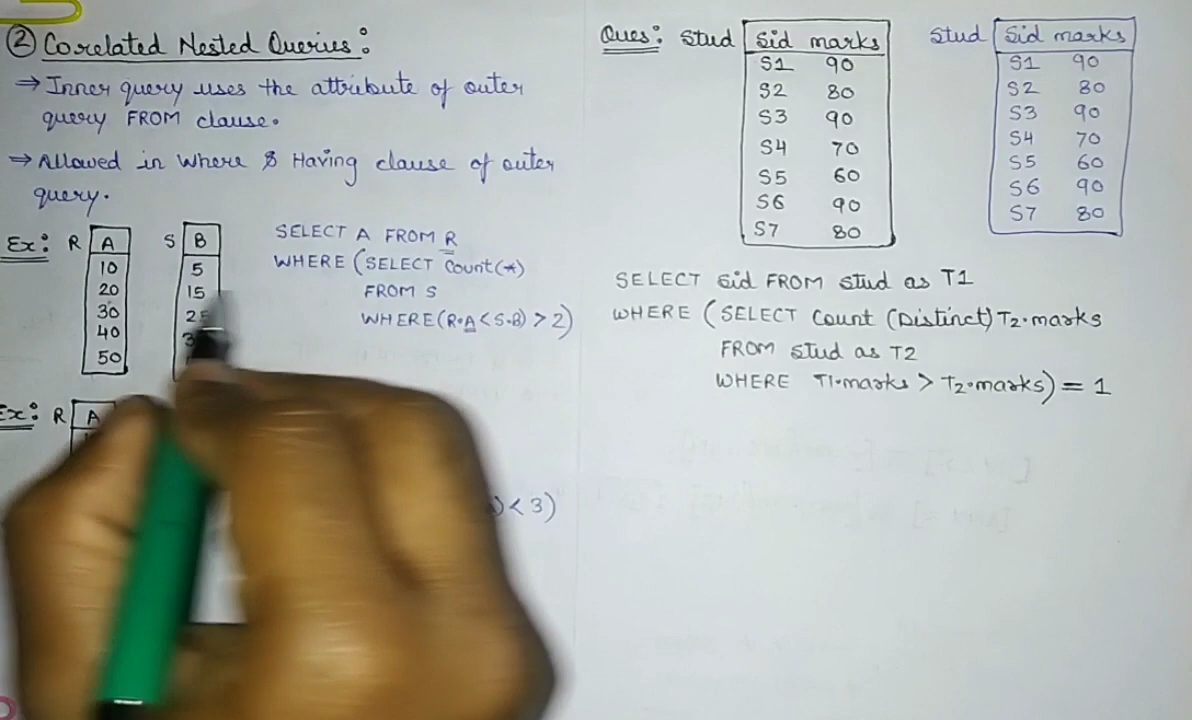 ② Corelated Nested Queries :
→ Inner query uses the attribute of outer
query FROM clause.
→ Allowed in Where & Having clause of outer
query.
Ex: R A S B
10 5
20 15
30
40
50
SELECT A FROM R
WHERE (SELECT Count(*)
FROM S
WHERE (R.A < S.B) > 2)
Ex: R A
) < 3)
Ques: Stud Sid marks
S1 90
S2 80
S3 90
S4 70
S5 60
S6 90
S7 80
Stud Sid marks
S1 90
S2 80
S3 90
S4 70
S5 60
S6 90
S7 80
SELECT Sid FROM Stud as T1
WHERE (SELECT Count (Distinct) T2.marks
FROM Stud as T2
WHERE T1.marks > T2.marks) = 1